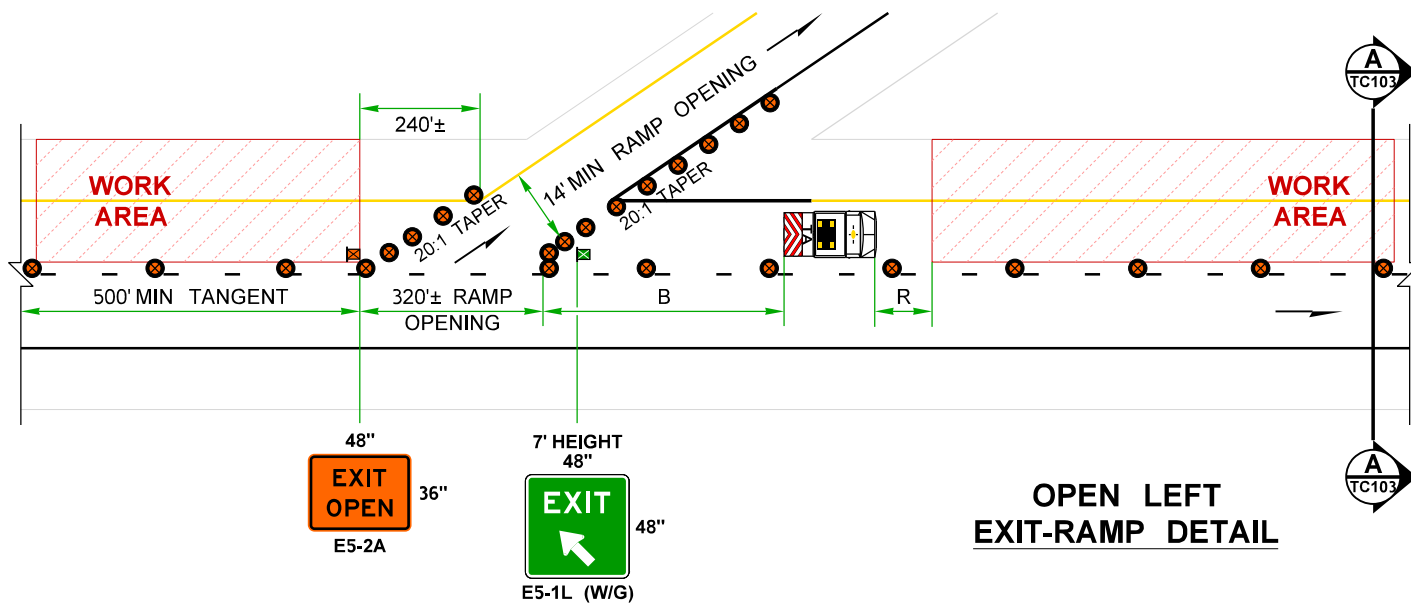 A
TC103
240'±
14' MIN RAMP OPENING
WORK
AREA
20:1 TAPER
20:1 TAPER
WORK
AREA
TA
500' MIN TANGENT
320'± RAMP
OPENING
B
R
48"
EXIT
OPEN
36"
E5-2A
7' HEIGHT
48"
EXIT
48"
E5-1L (W/G)
OPEN LEFT
EXIT-RAMP DETAIL
A
TC103